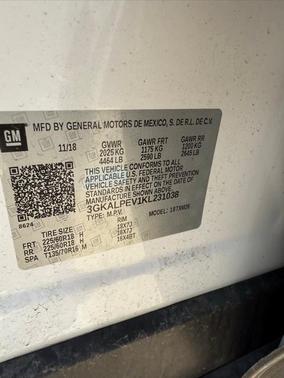 GM MFD BY GENERAL MOTORS DE MEXICO, S. DE R.L. DE C.V.
11/18 GVWR GAWR FRT GAWR RR
2025 KG 1175 KG 1200 KG
4464 LB 2590 LB 2645 LB
THIS VEHICLE CONFORMS TO ALL
APPLICABLE U.S. FEDERAL MOTOR
VEHICLE SAFETY, BUMPER, AND THEFT
PREVENTION STANDARDS IN EFFECT ON
THE DATE OF MANUFACTURE SHOWN ABOVE.
3GKALPEV1KL231038
TYPE: M.P.V. MODEL: 1TXM26
8624 RIM
FRT 225/60R18 H 18X7J
RR 225/60R18 H 18X7J
SPA T135/70R16 M 16X4BT